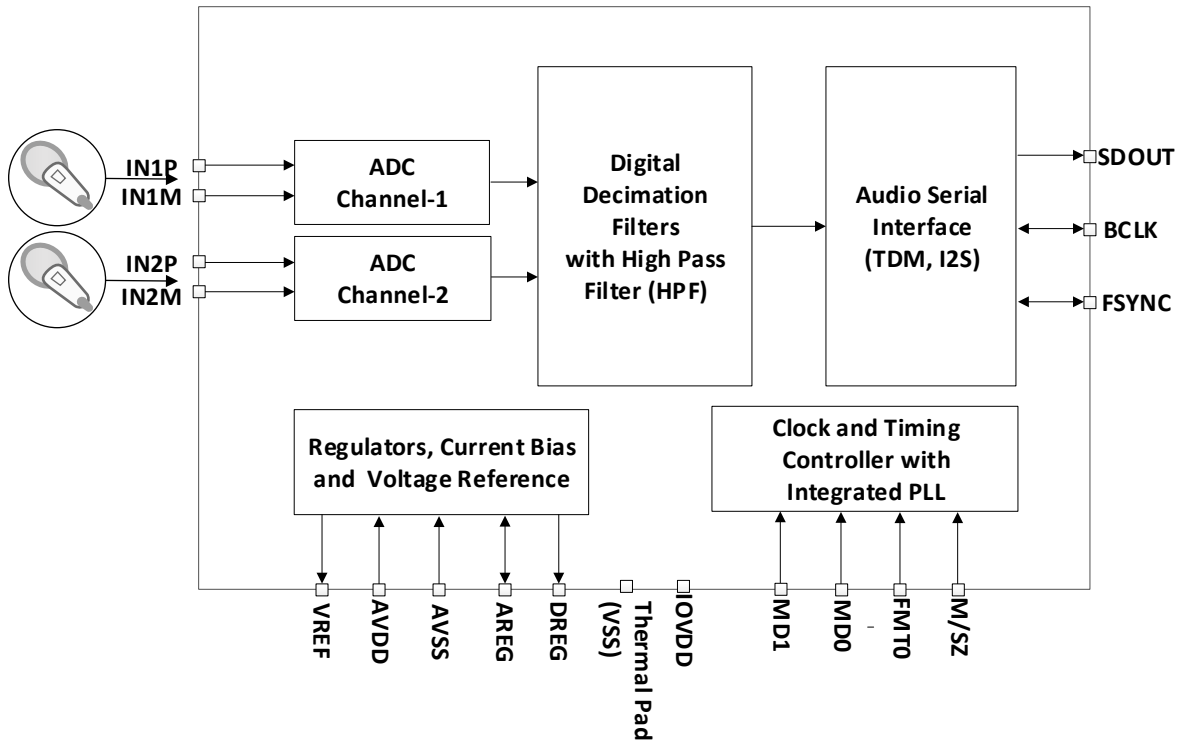 IN1P
IN1M
IN2P
IN2M
ADC
Channel-1
ADC
Channel-2
Digital
Decimation
Filters
with High Pass
Filter (HPF)
Audio Serial
Interface
(TDM, I2S)
SDOUT
BCLK
FSYNC
Regulators, Current Bias
and Voltage Reference
Clock and Timing
Controller with
Integrated PLL
VREF
AVDD
AVSS
AREG
DREG
Thermal Pad
(VSS)
IOVDD
MD1
MD0
FMT0
M/SZ